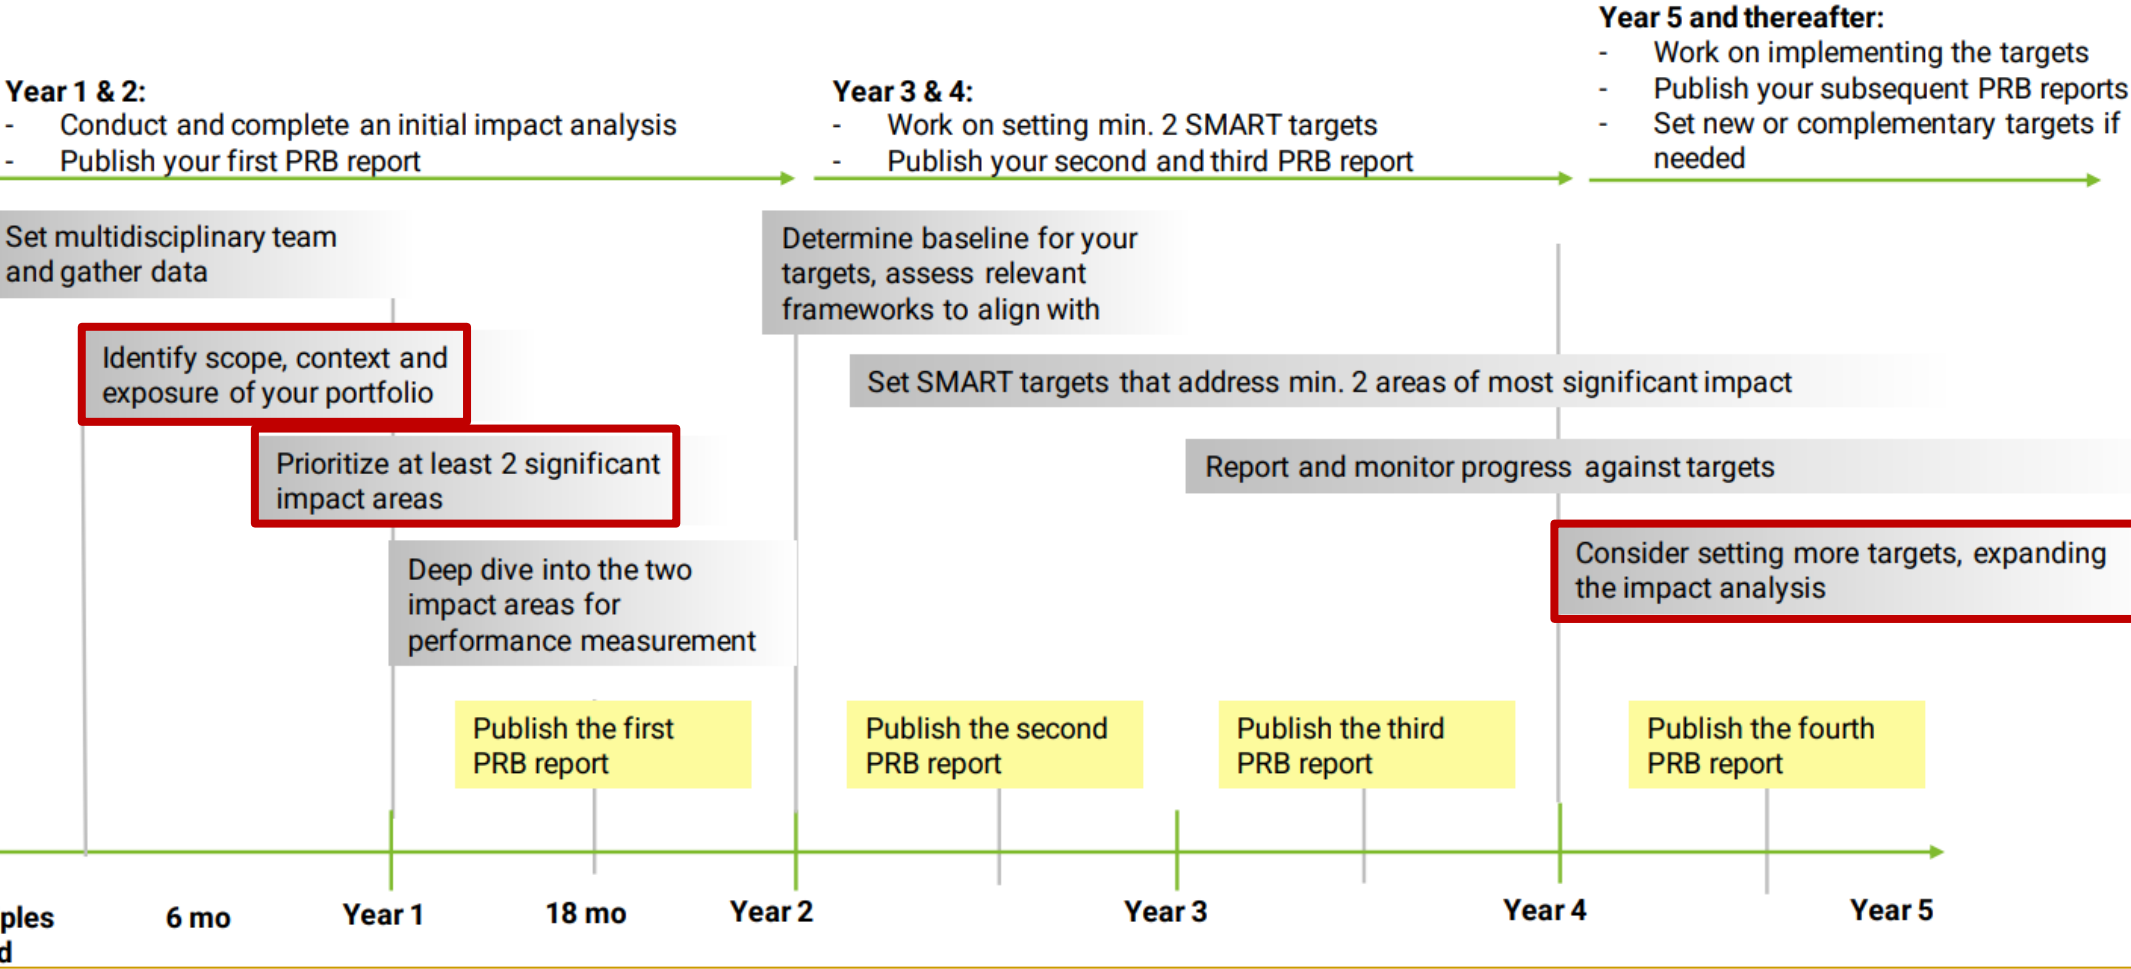 Year 1 & 2:
- Conduct and complete an initial impact analysis
- Publish your first PRB report
Year 3 & 4:
- Work on setting min. 2 SMART targets
- Publish your second and third PRB report
Year 5 and thereafter:
- Work on implementing the targets
- Publish your subsequent PRB reports
- Set new or complementary targets if
needed
Set multidisciplinary team
and gather data
Identify scope, context and
exposure of your portfolio
Prioritize at least 2 significant
impact areas
Deep dive into the two
impact areas for
performance measurement
Determine baseline for your
targets, assess relevant
frameworks to align with
Set SMART targets that address min. 2 areas of most significant impact
Report and monitor progress against targets
Consider setting more targets, expanding
the impact analysis
Publish the first
PRB report
Publish the second
PRB report
Publish the third
PRB report
Publish the fourth
PRB report
ples
d
6 mo
Year 1
18 mo
Year 2
Year 3
Year 4
Year 5